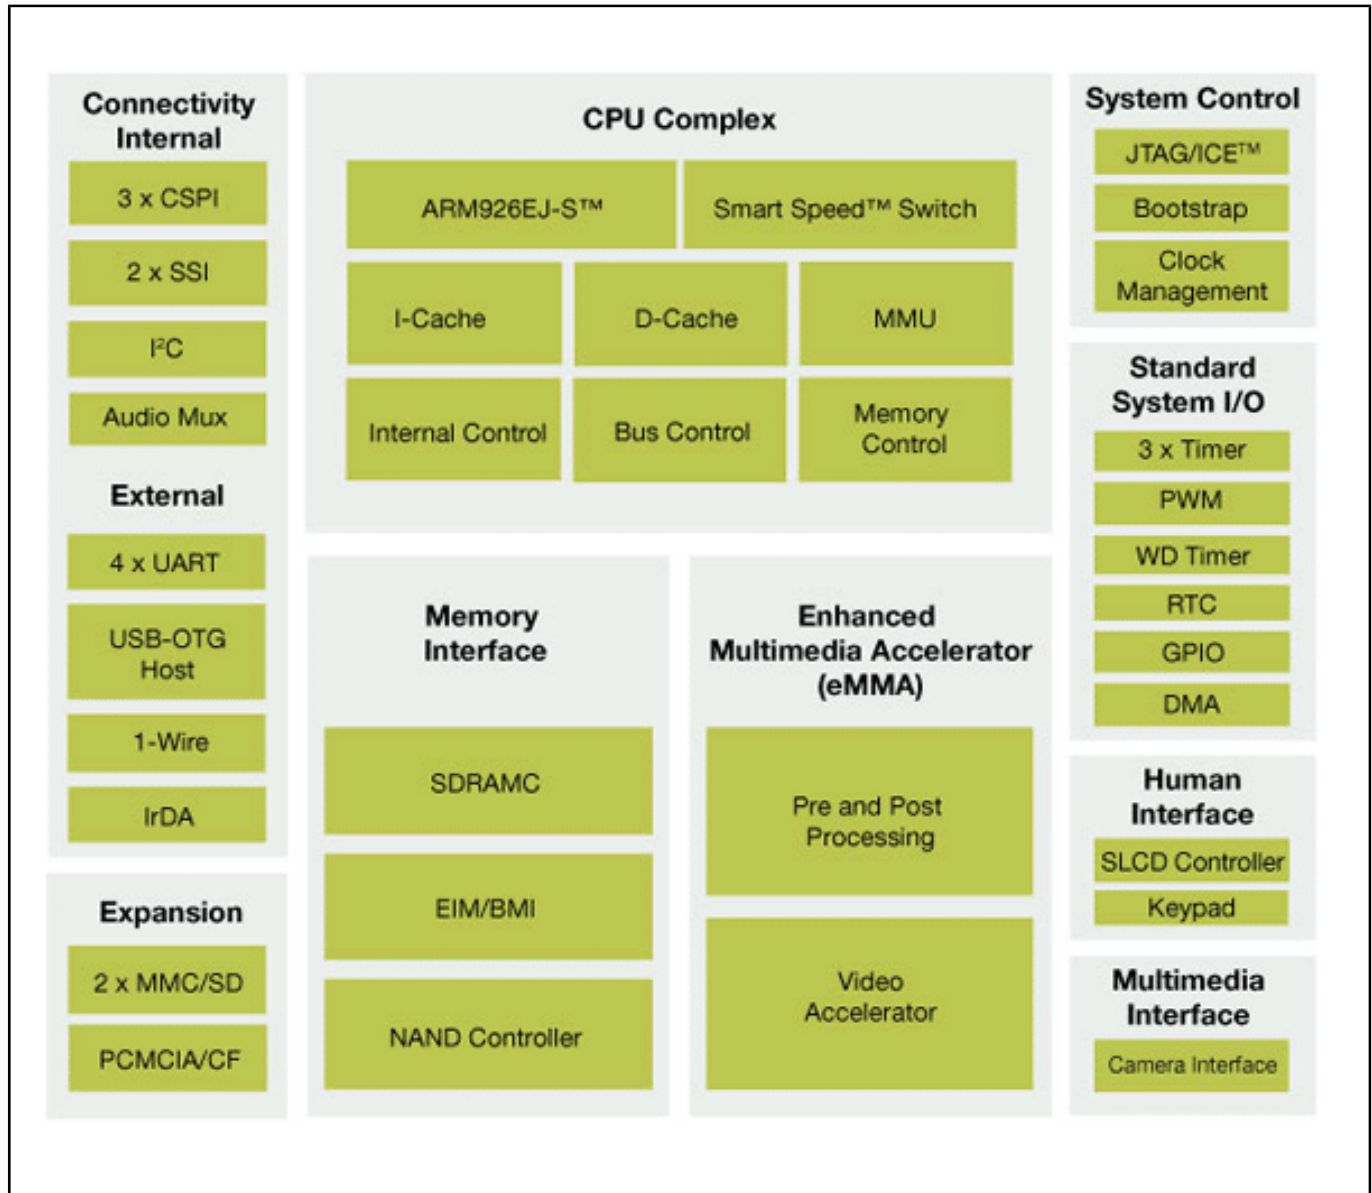 Connectivity
Internal
3 x CSPI
2 x SSI
I²C
Audio Mux
External
4 x UART
USB-OTG
Host
1-Wire
IrDA
Expansion
2 x MMC/SD
PCMCIA/CF
CPU Complex
ARM926EJ-S™
Smart Speed™ Switch
I-Cache
D-Cache
MMU
Internal Control
Bus Control
Memory
Control
Memory
Interface
SDRAMC
EIM/BMI
NAND Controller
Enhanced
Multimedia Accelerator
(eMMA)
Pre and Post
Processing
Video
Accelerator
System Control
JTAG/ICE™
Bootstrap
Clock
Management
Standard
System I/O
3 x Timer
PWM
WD Timer
RTC
GPIO
DMA
Human
Interface
SLCD Controller
Keypad
Multimedia
Interface
Camera Interface